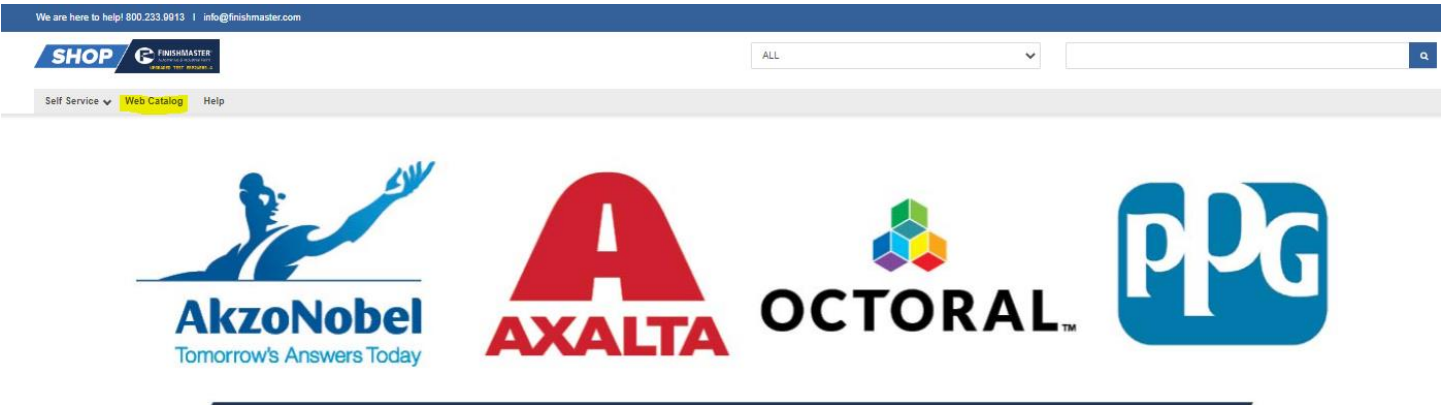 We are here to help! 800.233.9913 | info@finishmaster.com
SHOP FINISHMASTER
ALL
Self Service Web Catalog Help
AkzoNobel
Tomorrow's Answers Today
AXALTA
OCTORAL™
PPG